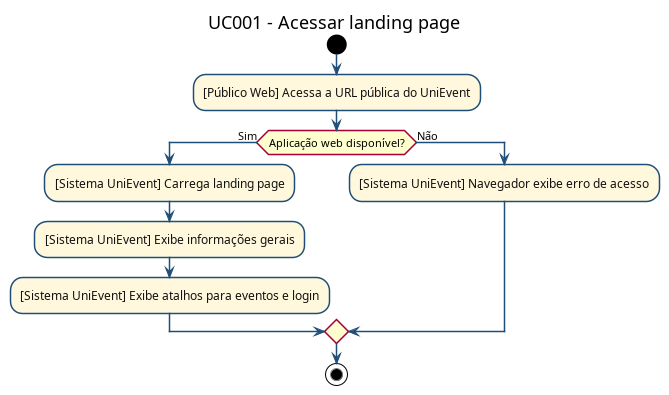 UC001 - Acessar landing page
[Público Web] Acessa a URL pública do UniEvent
Aplicação web disponível?
Sim
Não
[Sistema UniEvent] Carrega landing page
[Sistema UniEvent] Navegador exibe erro de acesso
[Sistema UniEvent] Exibe informações gerais
[Sistema UniEvent] Exibe atalhos para eventos e login